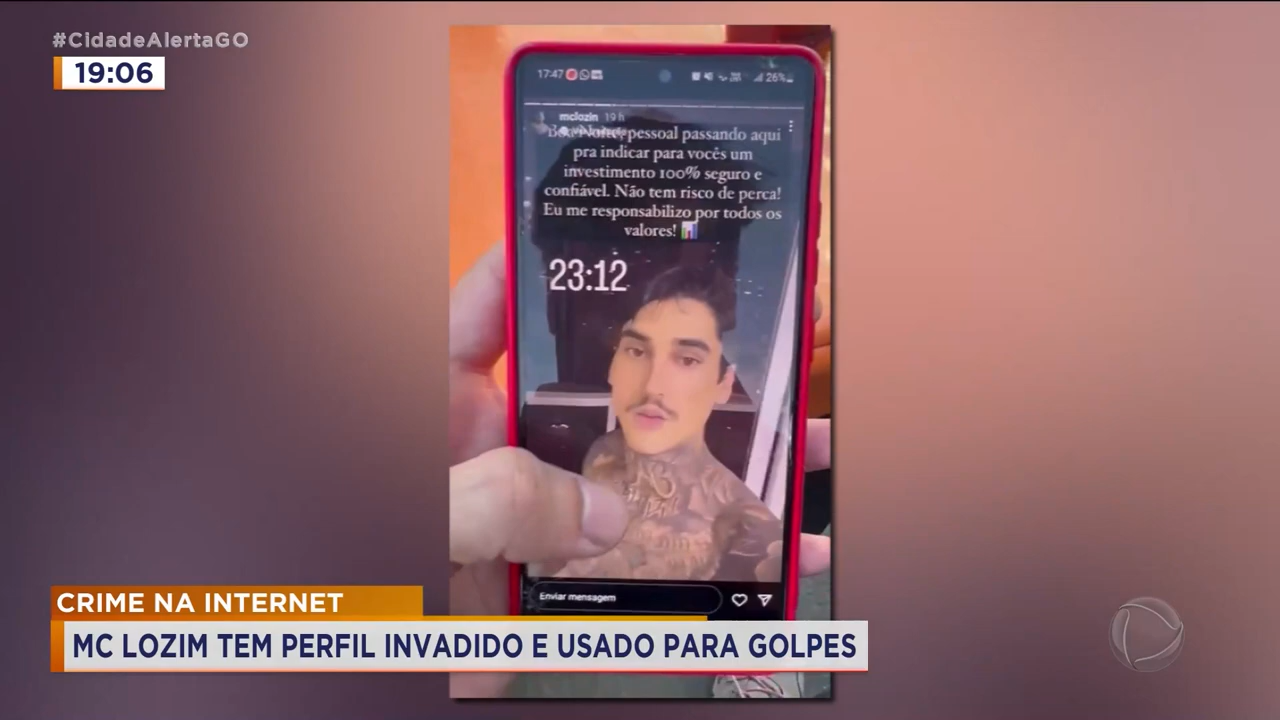 #CidadeAlertaGO
19:06
17:47
26%
mclozin 19 h
Boa Noite, pessoal passando aqui
pra indicar para vocês um
investimento 100% seguro e
confiável. Não tem risco de perca!
Eu me responsabilizo por todos os
valores!
23:12
Enviar mensagem
CRIME NA INTERNET
MC LOZIM TEM PERFIL INVADIDO E USADO PARA GOLPES